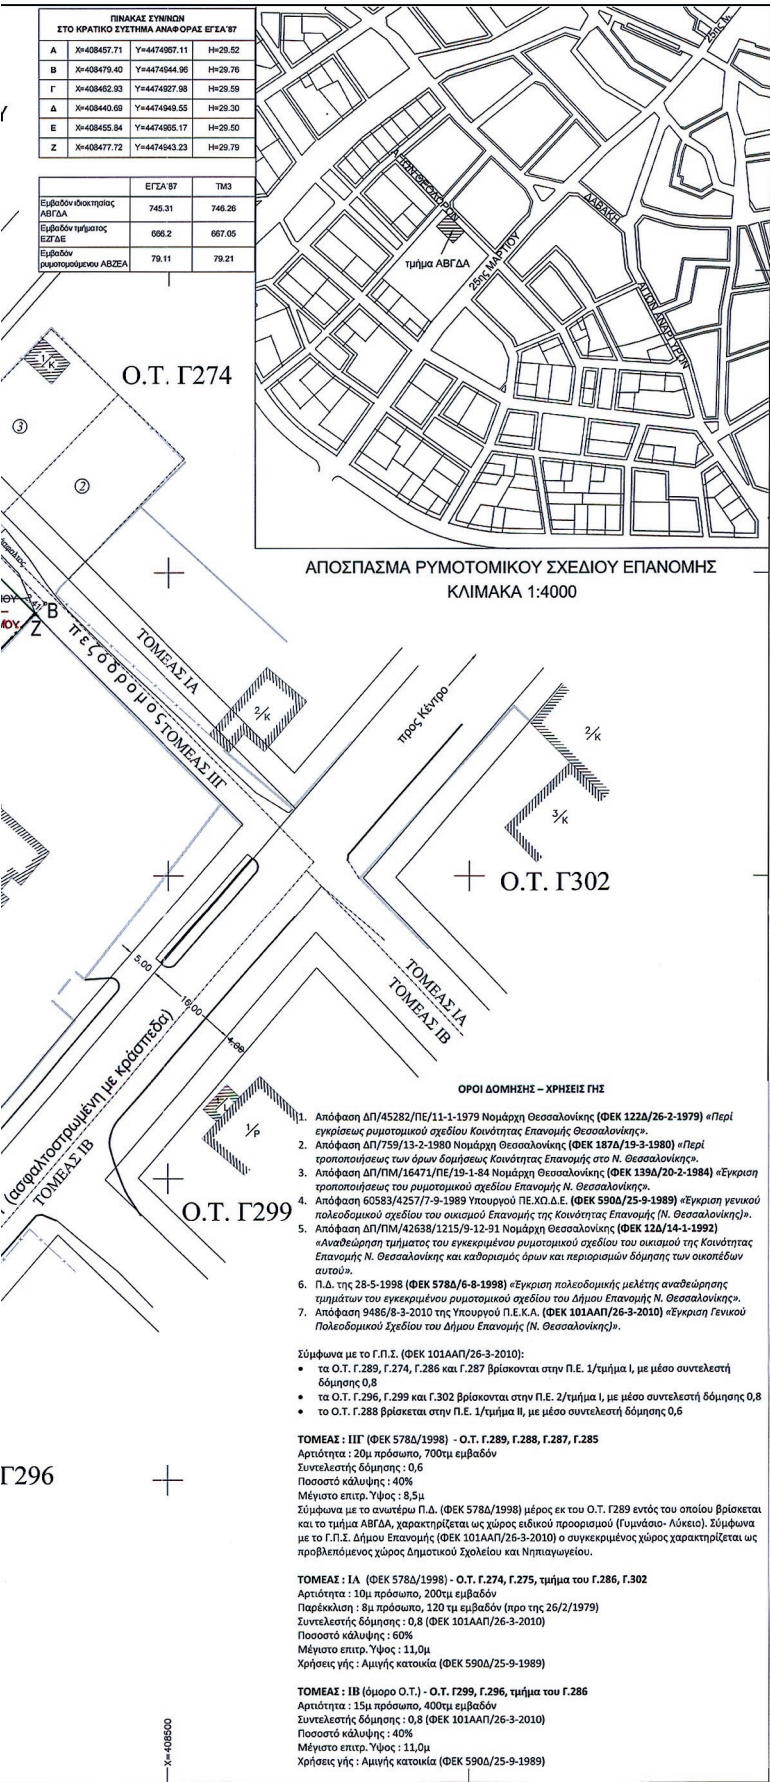 ΠΙΝΑΚΑΣ ΣΥΝ/ΝΩΝ
ΣΤΟ ΚΡΑΤΙΚΟ ΣΥΣΤΗΜΑ ΑΝΑΦΟΡΑΣ ΕΓΣΑ'87
Α X=408457.71 Y=4474967.11 H=29.52
Β X=408479.40 Y=4474944.96 H=29.76
Γ X=408462.93 Y=4474927.98 H=29.59
Δ X=408440.69 Y=4474949.55 H=29.30
Ε X=408455.84 Y=4474965.17 H=29.50
Ζ X=408477.72 Y=4474943.23 H=29.79
ΕΓΣΑ'87 ΤΜ3
Εμβαδόν ιδιοκτησίας
ΑΒΓΔΑ 745.31 746.26
Εμβαδόν τμήματος
ΕΖΓΔΕ 666.2 667.05
Εμβαδόν
ρυμοτομούμενου ΑΒΖΕΑ 79.11 79.21
25ης Μ
ΑΓΙΩΝ ΘΕΟΔΩΡΩΝ
ΔΑΒΑΚΗ
τμήμα ΑΒΓΔΑ
25ης ΜΑΡΤΙΟΥ
ΑΓΙΩΝ ΑΝΑΡΓΥΡΩΝ
1/Κ
Ο.Τ. Γ274
3
2
ΑΠΟΣΠΑΣΜΑ ΡΥΜΟΤΟΜΙΚΟΥ ΣΧΕΔΙΟΥ ΕΠΑΝΟΜΗΣ
ΚΛΙΜΑΚΑ 1:4000
2.41
Β
Ζ
πεζόδρομος
ΤΟΜΕΑΣ ΙΑ
ΤΟΜΕΑΣ ΙΙΓ
2/Κ
προς Κέντρο
2/Κ
3/Κ
Ο.Τ. Γ302
5.00
16.00
4.00
ΤΟΜΕΑΣ ΙΑ
ΤΟΜΕΑΣ ΙΒ
(ασφαλτοστρωμένη με κράσπεδα)
ΤΟΜΕΑΣ ΙΒ
1/Ρ
Ο.Τ. Γ299
ΟΡΟΙ ΔΟΜΗΣΗΣ – ΧΡΗΣΕΙΣ ΓΗΣ
1. Απόφαση ΔΠ/45282/ΠΕ/11-1-1979 Νομάρχη Θεσσαλονίκης (ΦΕΚ 122Δ/26-2-1979) «Περί
εγκρίσεως ρυμοτομικού σχεδίου Κοινότητας Επανομής Θεσσαλονίκης».
2. Απόφαση ΔΠ/759/13-2-1980 Νομάρχη Θεσσαλονίκης (ΦΕΚ 187Δ/19-3-1980) «Περί
τροποποιήσεως των όρων δομήσεως Κοινότητας Επανομής στο Ν. Θεσσαλονίκης».
3. Απόφαση ΔΠ/ΠΜ/16471/ΠΕ/19-1-84 Νομάρχη Θεσσαλονίκης (ΦΕΚ 139Δ/20-2-1984) «Έγκριση
τροποποιήσεως του ρυμοτομικού σχεδίου Επανομής Ν. Θεσσαλονίκης».
4. Απόφαση 60583/4257/7-9-1989 Υπουργού ΠΕ.ΧΩ.Δ.Ε. (ΦΕΚ 590Δ/25-9-1989) «Έγκριση γενικού
πολεοδομικού σχεδίου του οικισμού Επανομής της Κοινότητας Επανομής (Ν. Θεσσαλονίκης)».
5. Απόφαση ΔΠ/ΠΜ/42638/1215/9-12-91 Νομάρχη Θεσσαλονίκης (ΦΕΚ 12Δ/14-1-1992)
«Αναθεώρηση τμήματος του εγκεκριμένου ρυμοτομικού σχεδίου του οικισμού της Κοινότητας
Επανομής Ν. Θεσσαλονίκης και καθορισμός όρων και περιορισμών δόμησης των οικοπέδων
αυτού».
6. Π.Δ. της 28-5-1998 (ΦΕΚ 578Δ/6-8-1998) «Έγκριση πολεοδομικής μελέτης αναθεώρησης
τμημάτων του εγκεκριμένου ρυμοτομικού σχεδίου του Δήμου Επανομής Ν. Θεσσαλονίκης».
7. Απόφαση 9486/8-3-2010 της Υπουργού Π.Ε.Κ.Α. (ΦΕΚ 101ΑΑΠ/26-3-2010) «Έγκριση Γενικού
Πολεοδομικού Σχεδίου του Δήμου Επανομής (Ν. Θεσσαλονίκης)».
Σύμφωνα με το Γ.Π.Σ. (ΦΕΚ 101ΑΑΠ/26-3-2010):
• τα Ο.Τ. Γ.289, Γ.274, Γ.286 και Γ.287 βρίσκονται στην Π.Ε. 1/τμήμα Ι, με μέσο συντελεστή
δόμησης 0,8
• τα Ο.Τ. Γ.296, Γ.299 και Γ.302 βρίσκονται στην Π.Ε. 2/τμήμα Ι, με μέσο συντελεστή δόμησης 0,8
• το Ο.Τ. Γ.288 βρίσκεται στην Π.Ε. 1/τμήμα ΙΙ, με μέσο συντελεστή δόμησης 0,6
ΤΟΜΕΑΣ : ΙΙΓ (ΦΕΚ 578Δ/1998) - Ο.Τ. Γ.289, Γ.288, Γ.287, Γ.285
Αρτιότητα : 20μ πρόσωπο, 700τμ εμβαδόν
Συντελεστής δόμησης : 0,6
Ποσοστό κάλυψης : 40%
Μέγιστο επιτρ. Ύψος : 8,5μ
Σύμφωνα με το ανωτέρω Π.Δ. (ΦΕΚ 578Δ/1998) μέρος εκ του Ο.Τ. Γ289 εντός του οποίου βρίσκεται
και το τμήμα ΑΒΓΔΑ, χαρακτηρίζεται ως χώρος ειδικού προορισμού (Γυμνάσιο- Λύκειο). Σύμφωνα
με το Γ.Π.Σ. Δήμου Επανομής (ΦΕΚ 101ΑΑΠ/26-3-2010) ο συγκεκριμένος χώρος χαρακτηρίζεται ως
προβλεπόμενος χώρος Δημοτικού Σχολείου και Νηπιαγωγείου.
Γ296
ΤΟΜΕΑΣ : ΙΑ (ΦΕΚ 578Δ/1998) - Ο.Τ. Γ.274, Γ.275, τμήμα του Γ.286, Γ.302
Αρτιότητα : 10μ πρόσωπο, 200τμ εμβαδόν
Παρέκκλιση : 8μ πρόσωπο, 120 τμ εμβαδόν (προ της 26/2/1979)
Συντελεστής δόμησης : 0,8 (ΦΕΚ 101ΑΑΠ/26-3-2010)
Ποσοστό κάλυψης : 60%
Μέγιστο επιτρ. Ύψος : 11,0μ
Χρήσεις γής : Αμιγής κατοικία (ΦΕΚ 590Δ/25-9-1989)
ΤΟΜΕΑΣ : ΙΒ (όμορο Ο.Τ.) - Ο.Τ. Γ299, Γ.296, τμήμα του Γ.286
Αρτιότητα : 15μ πρόσωπο, 400τμ εμβαδόν
Συντελεστής δόμησης : 0,8 (ΦΕΚ 101ΑΑΠ/26-3-2010)
Ποσοστό κάλυψης : 40%
Μέγιστο επιτρ. Ύψος : 11,0μ
Χρήσεις γής : Αμιγής κατοικία (ΦΕΚ 590Δ/25-9-1989)
X=408500